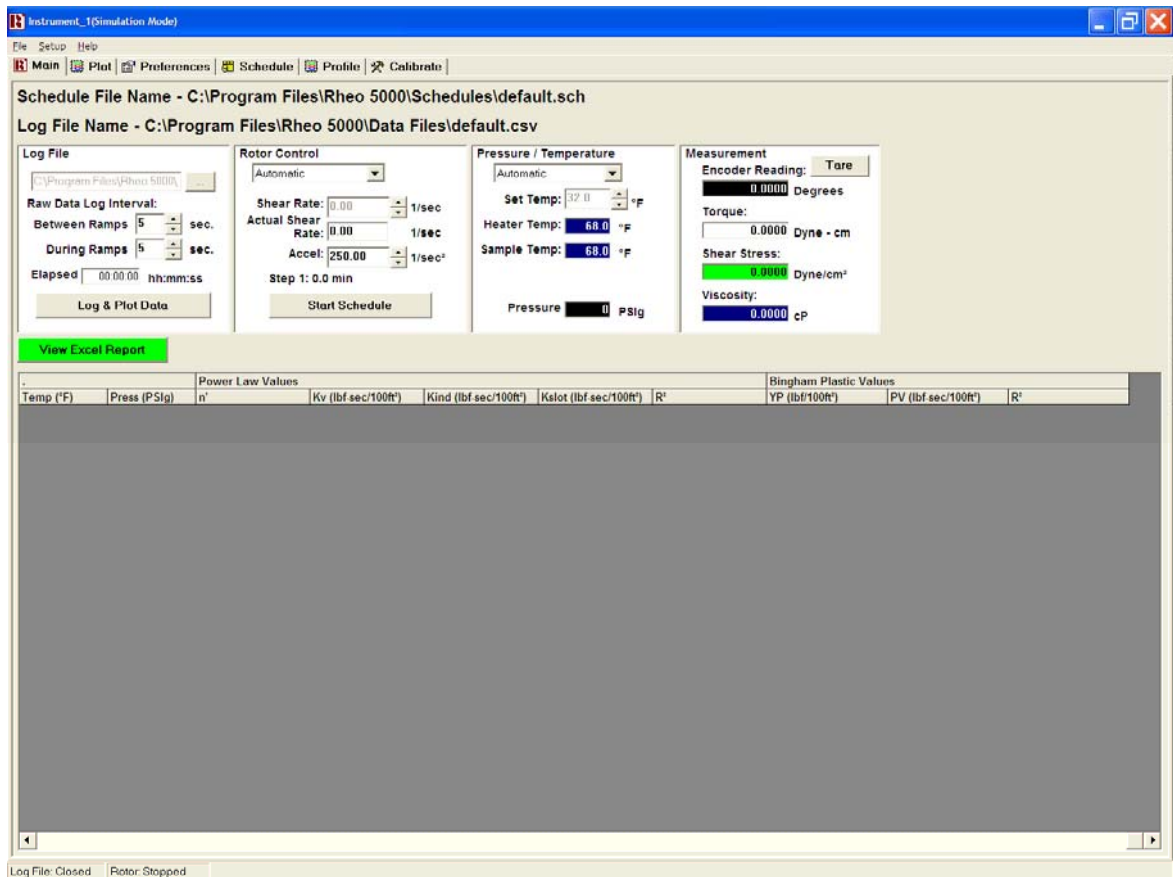 Instrument_1(Simulation Mode)
File Setup Help
Main Plot Preferences Schedule Profile Calibrate
Schedule File Name - C:\Program Files\Rheo 5000\Schedules\default.sch
Log File Name - C:\Program Files\Rheo 5000\Data Files\default.csv
Log File
C:\Program Files\Rheo 5000\ ...
Raw Data Log Interval:
Between Ramps 5 sec.
During Ramps 5 sec.
Elapsed 00:00:00 hh:mm:ss
Log & Plot Data
Rotor Control
Automatic
Shear Rate: 0.00 1/sec
Actual Shear
Rate: 0.00 1/sec
Accel: 250.00 1/sec²
Step 1: 0.0 min
Start Schedule
Pressure / Temperature
Automatic
Set Temp: 32.0 °F
Heater Temp: 68.0 °F
Sample Temp: 68.0 °F
Pressure 0 PSIg
Measurement
Encoder Reading: Tare
0.0000 Degrees
Torque:
0.0000 Dyne - cm
Shear Stress:
0.0000 Dyne/cm²
Viscosity:
0.0000 cP
View Excel Report
. Power Law Values Bingham Plastic Values
Temp (°F) Press (PSIg) n' Kv (lbf-sec/100ft²) Kind (lbf-sec/100ft²) Kslot (lbf-sec/100ft²) R² YP (lbf/100ft²) PV (lbf-sec/100ft²) R²
Log File: Closed Rotor: Stopped